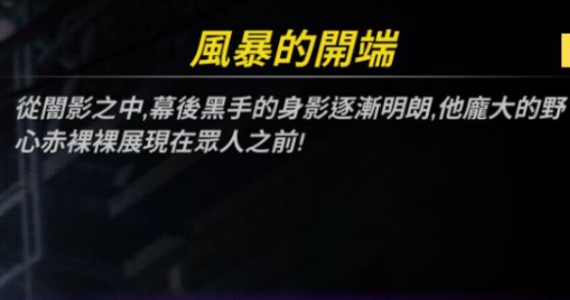 風暴的開端
從闇影之中,幕後黑手的身影逐漸明朗,他龐大的野
心赤裸裸展現在眾人之前!